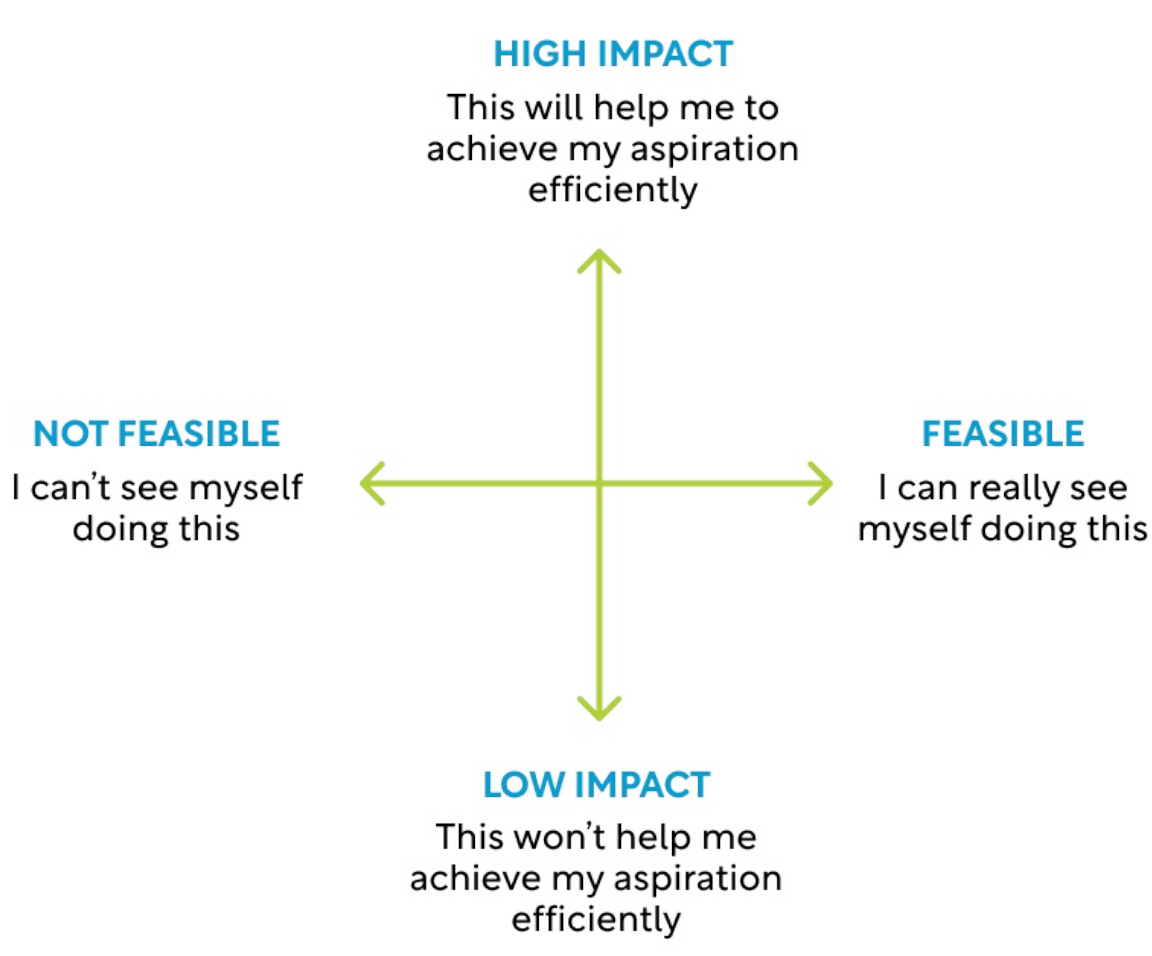 HIGH IMPACT
This will help me to
achieve my aspiration
efficiently
NOT FEASIBLE
I can't see myself
doing this
FEASIBLE
I can really see
myself doing this
LOW IMPACT
This won't help me
achieve my aspiration
efficiently